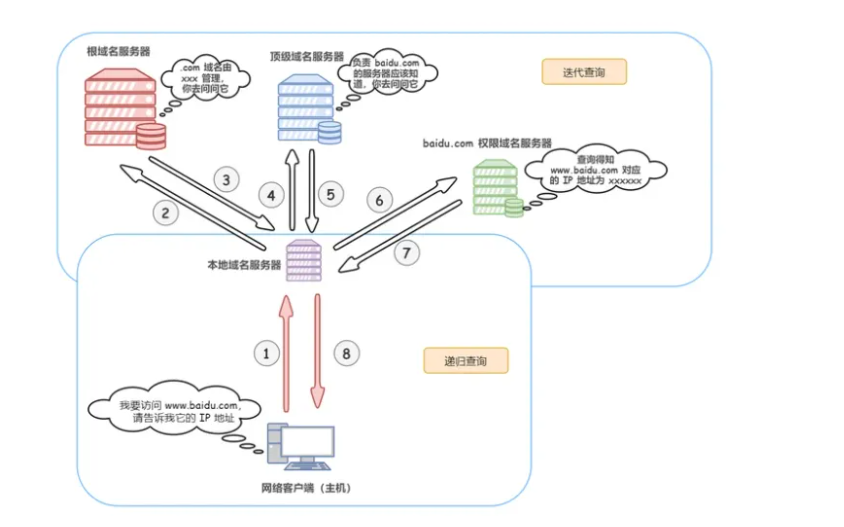 根域名服务器
.com 域名由
xxx 管理，
你去问问它
顶级域名服务器
负责 baidu.com
的服务器应该知
道，你去问问它
迭代查询
baidu.com 权限域名服务器
查询得知
www.baidu.com 对应
的 IP 地址为 xxxxxx
3
2
4
5
6
7
本地域名服务器
1
8
递归查询
我要访问 www.baidu.com，
请告诉我它的 IP 地址
网络客户端（主机）